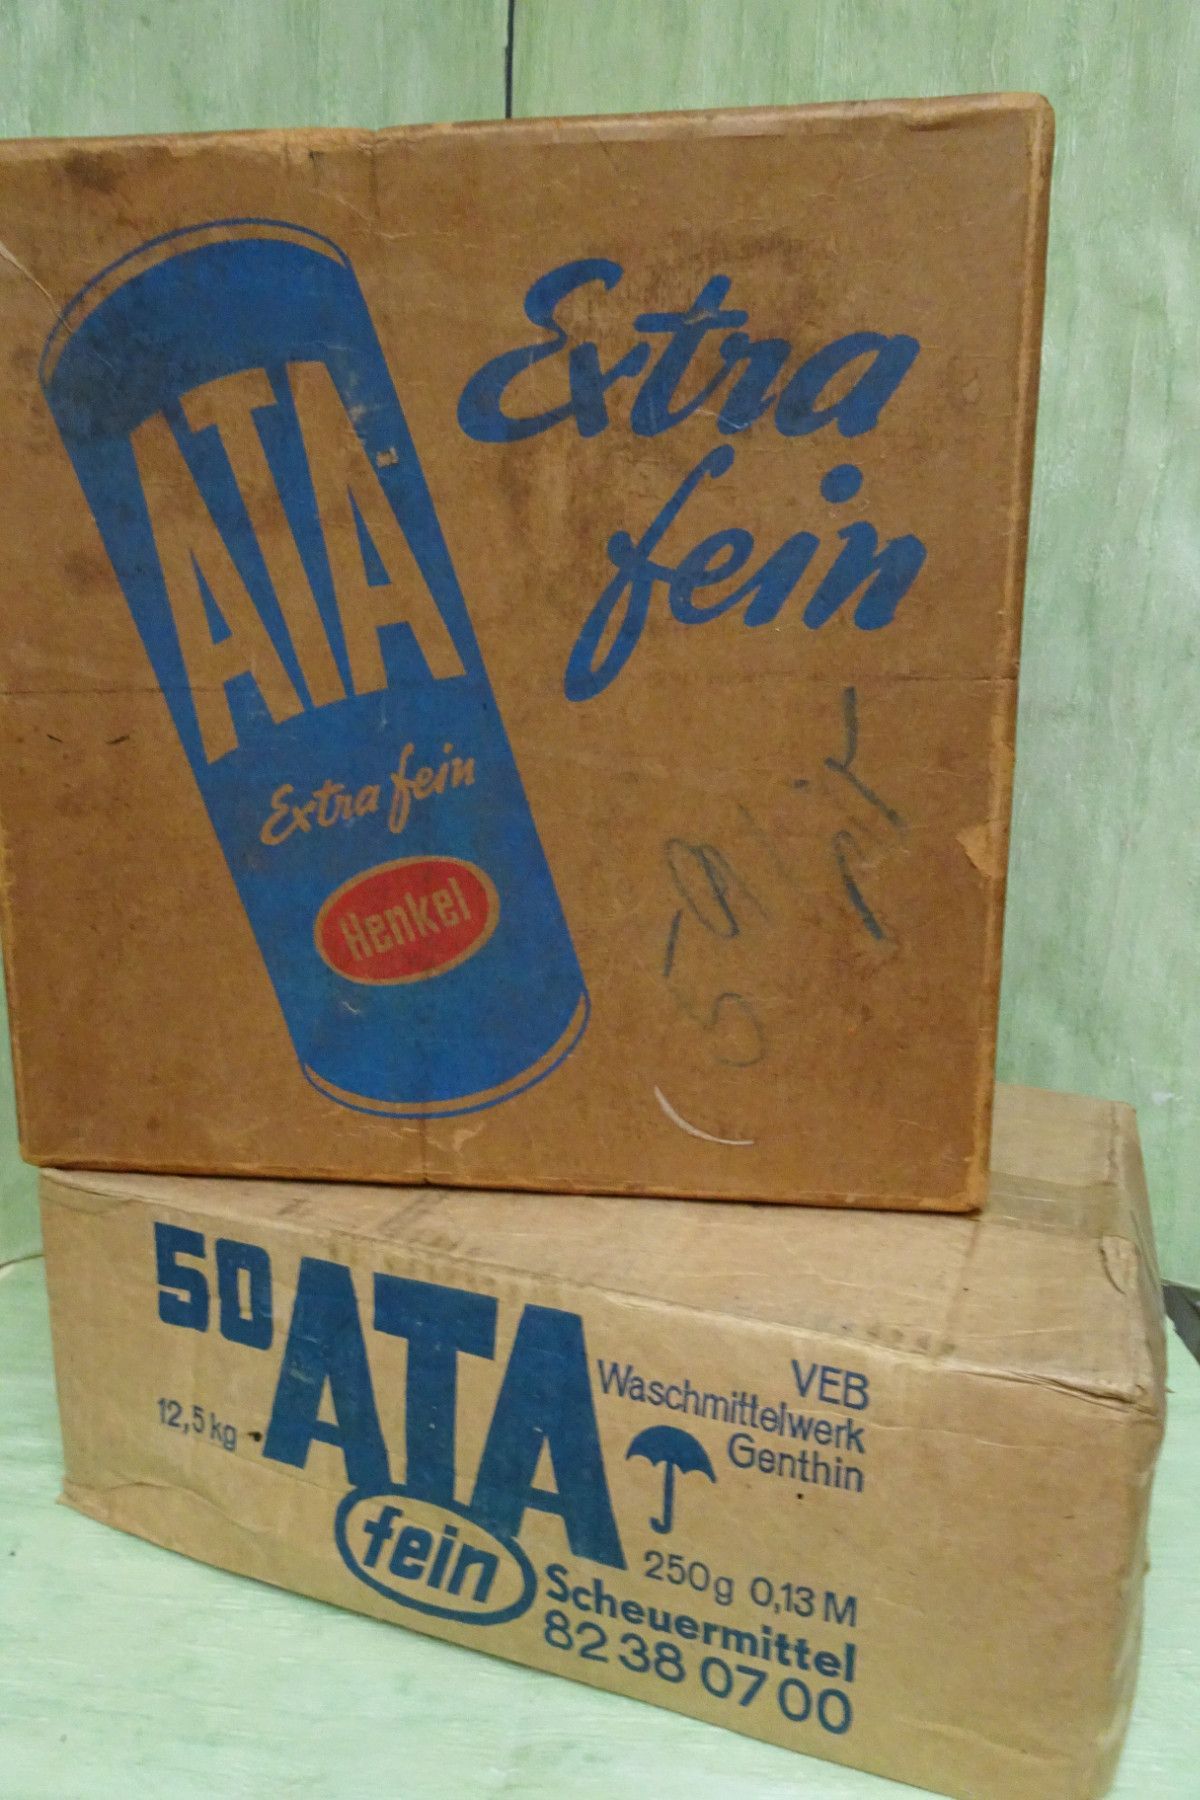 Extra
fein
ATA
Extra fein
Henkel
50 ATA
fein
12,5 kg
VEB
Waschmittelwerk
Genthin
250g 0,13 M
Scheuermittel
82 38 07 00